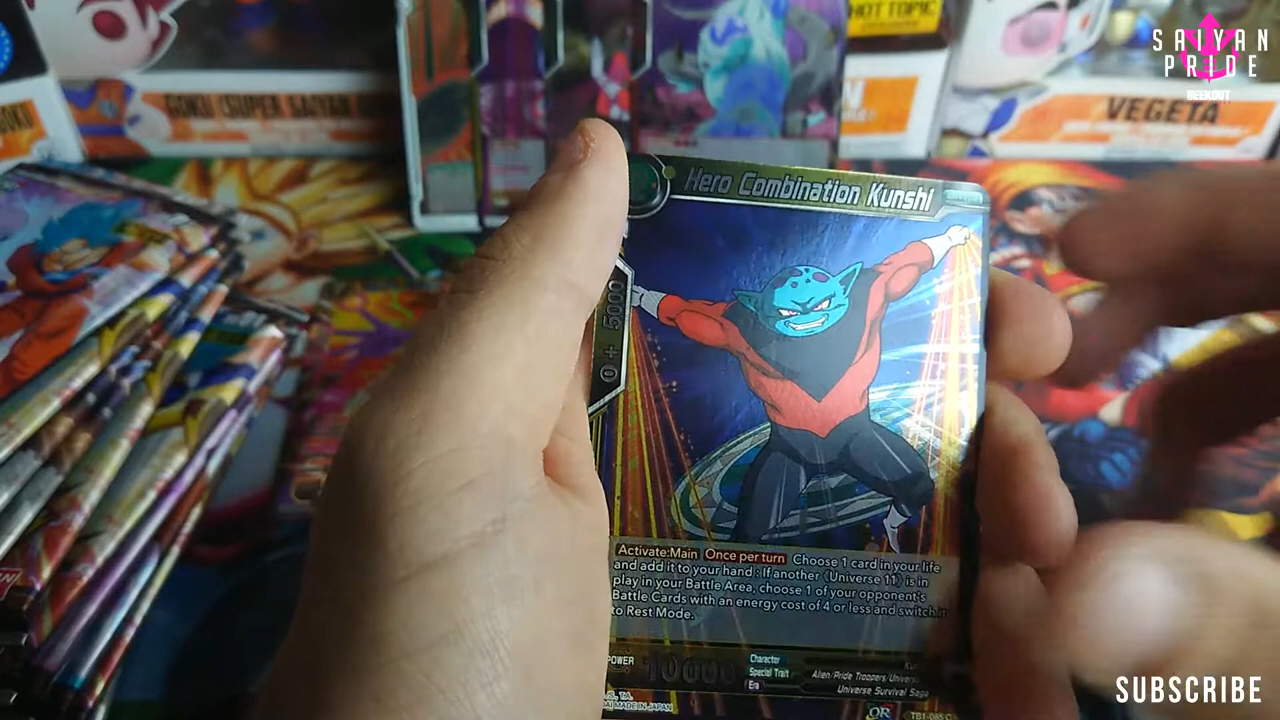 HOT TOPIC
SAIYAN
PRIDE
GEEKOUT
GOKU (SUPER SAIYAN
VEGETA
Hero Combination Kunshi
0 + 5000
Activate:Main Once per turn Choose 1 card in your life
and add it to your hand : If another 《Universe 11》 is in
play in your Battle Area, choose 1 of your opponent's
Battle Cards with an energy cost of 4 or less and switch it
to Rest Mode.
POWER
10000
Character
Special Trait
Alien/Pride Troopers/Univers
Era
Universe Survival Saga
MADE IN JAPAN
TB1-085 C
SUBSCRIBE